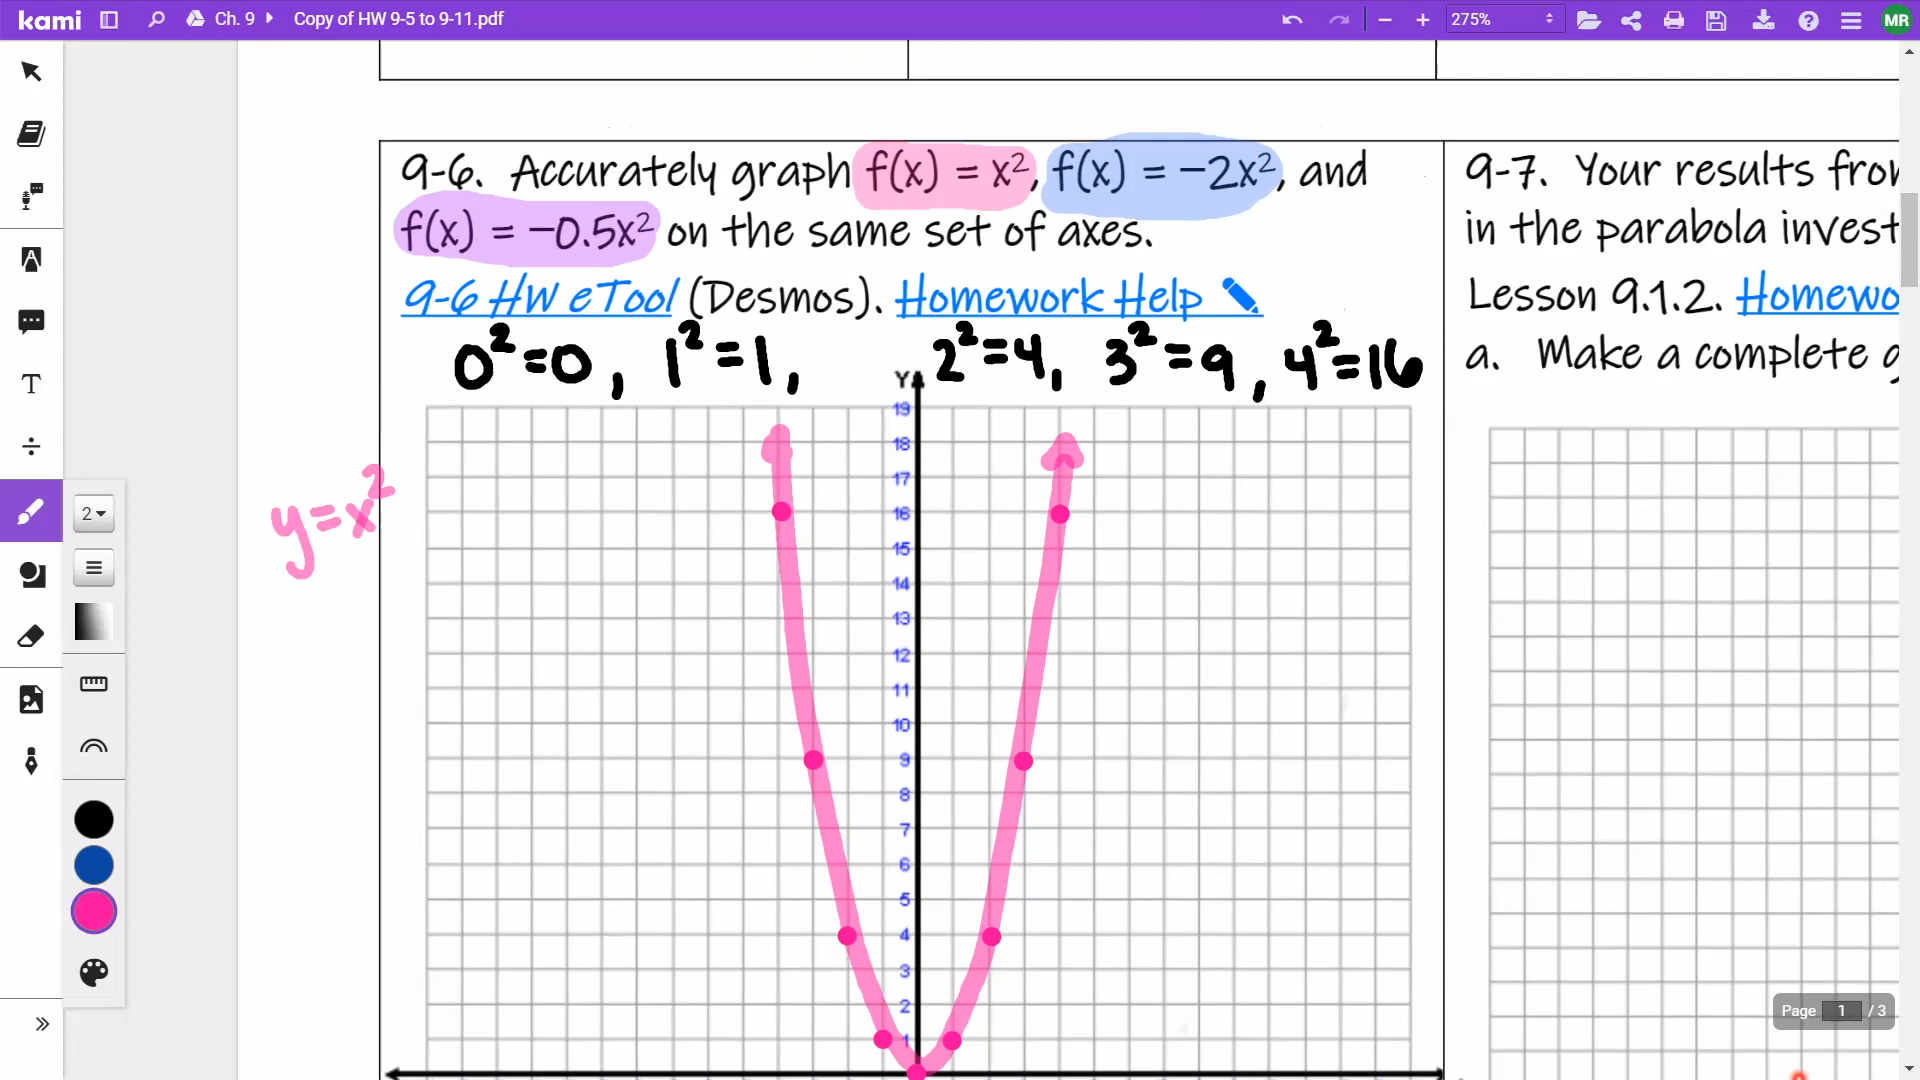 kami Ch. 9 Copy of HW 9-5 to 9-11.pdf 275% MR
9-6. Accurately graph f(x) = x², f(x) = −2x², and
f(x) = −0.5x² on the same set of axes.
9-6 HW eTool (Desmos). Homework Help
0²=0, 1²=1, 2²=4, 3²=9, 4²=16
Y
19
18
17
16
15
14
13
12
11
10
9
8
7
6
5
4
3
2
1
y=x²
9-7. Your results from
in the parabola invest
Lesson 9.1.2. Homewo
a. Make a complete g
T
2
Page 1 / 3